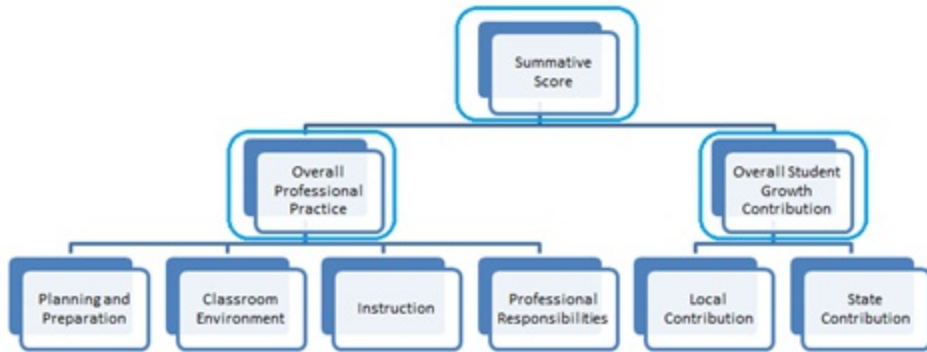 Summative
Score
Overall
Professional
Practice
Overall Student
Growth
Contribution
Planning and
Preparation
Classroom
Environment
Instruction
Professional
Responsibilities
Local
Contribution
State
Contribution